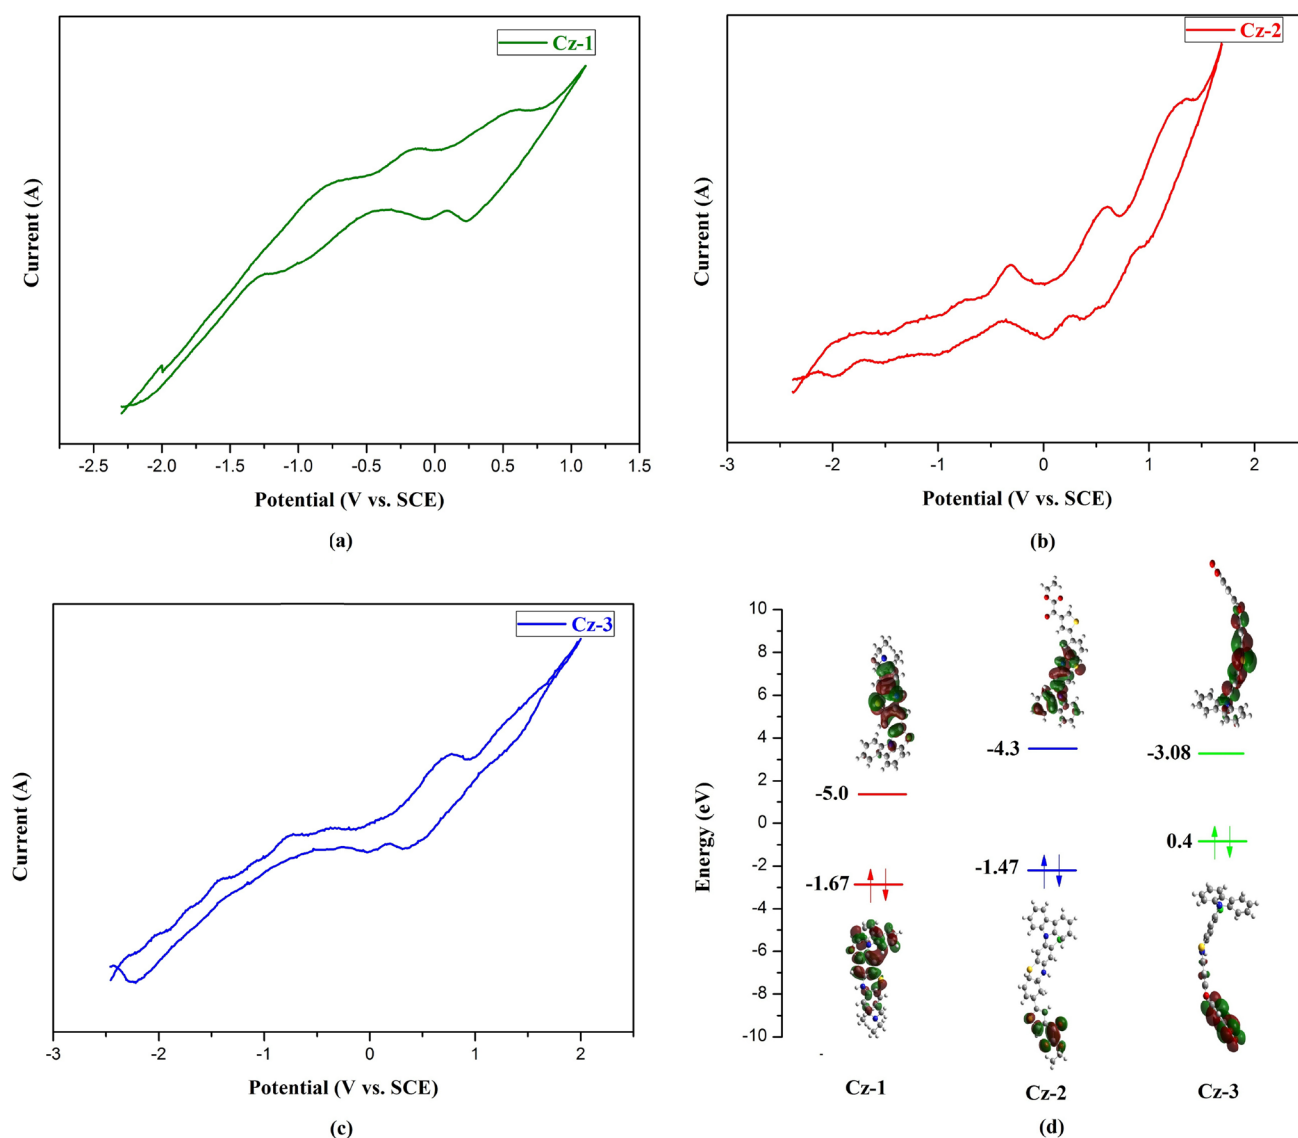 Cz-1
Current (A)
-2.5 -2.0 -1.5 -1.0 -0.5 0.0 0.5 1.0 1.5
Potential (V vs. SCE)
(a)
Cz-2
Current (A)
-3 -2 -1 0 1 2
Potential (V vs. SCE)
(b)
Cz-3
Current (A)
-3 -2 -1 0 1 2
Potential (V vs. SCE)
(c)
Energy (eV)
10
8
6
4
2
0
-2
-4
-6
-8
-10
-5.0
-4.3
-3.08
-1.67
-1.47
0.4
Cz-1 Cz-2 Cz-3
(d)